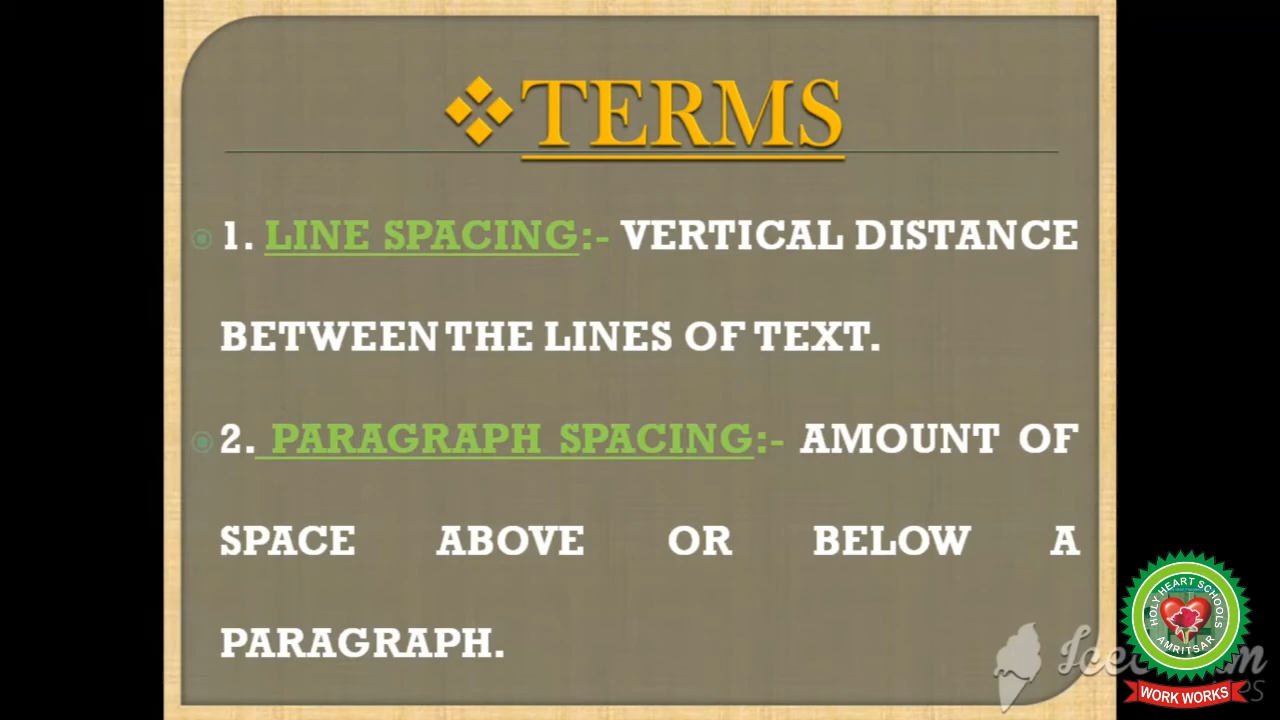 ❖TERMS
1. LINE SPACING:- VERTICAL DISTANCE
BETWEEN THE LINES OF TEXT.
2. PARAGRAPH SPACING:- AMOUNT OF
SPACE ABOVE OR BELOW A
PARAGRAPH.
HOLY HEART SCHOOLS
AMRITSAR
WORK WORKS